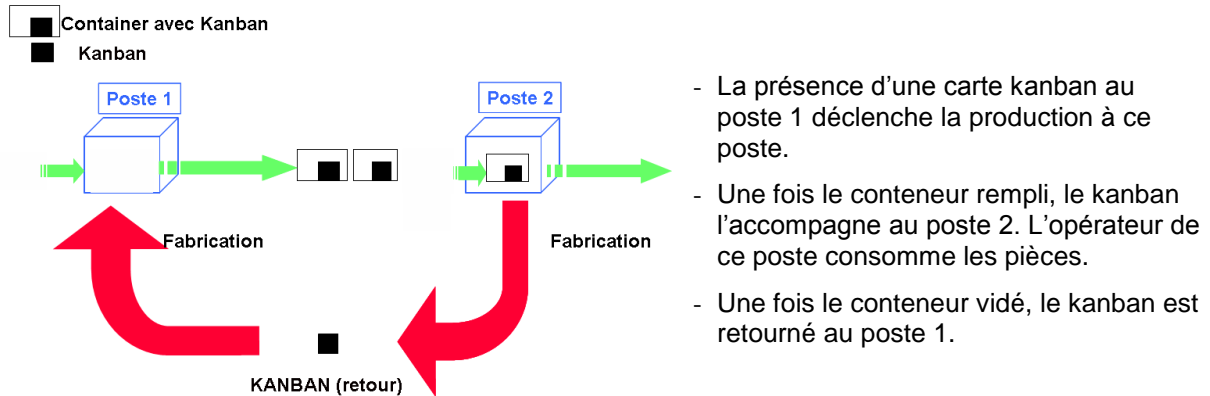 Container avec Kanban
Kanban
Poste 1
Poste 2
Fabrication
Fabrication
KANBAN (retour)
- La présence d'une carte kanban au
poste 1 déclenche la production à ce
poste.
- Une fois le conteneur rempli, le kanban
l'accompagne au poste 2. L'opérateur de
ce poste consomme les pièces.
- Une fois le conteneur vidé, le kanban est
retourné au poste 1.